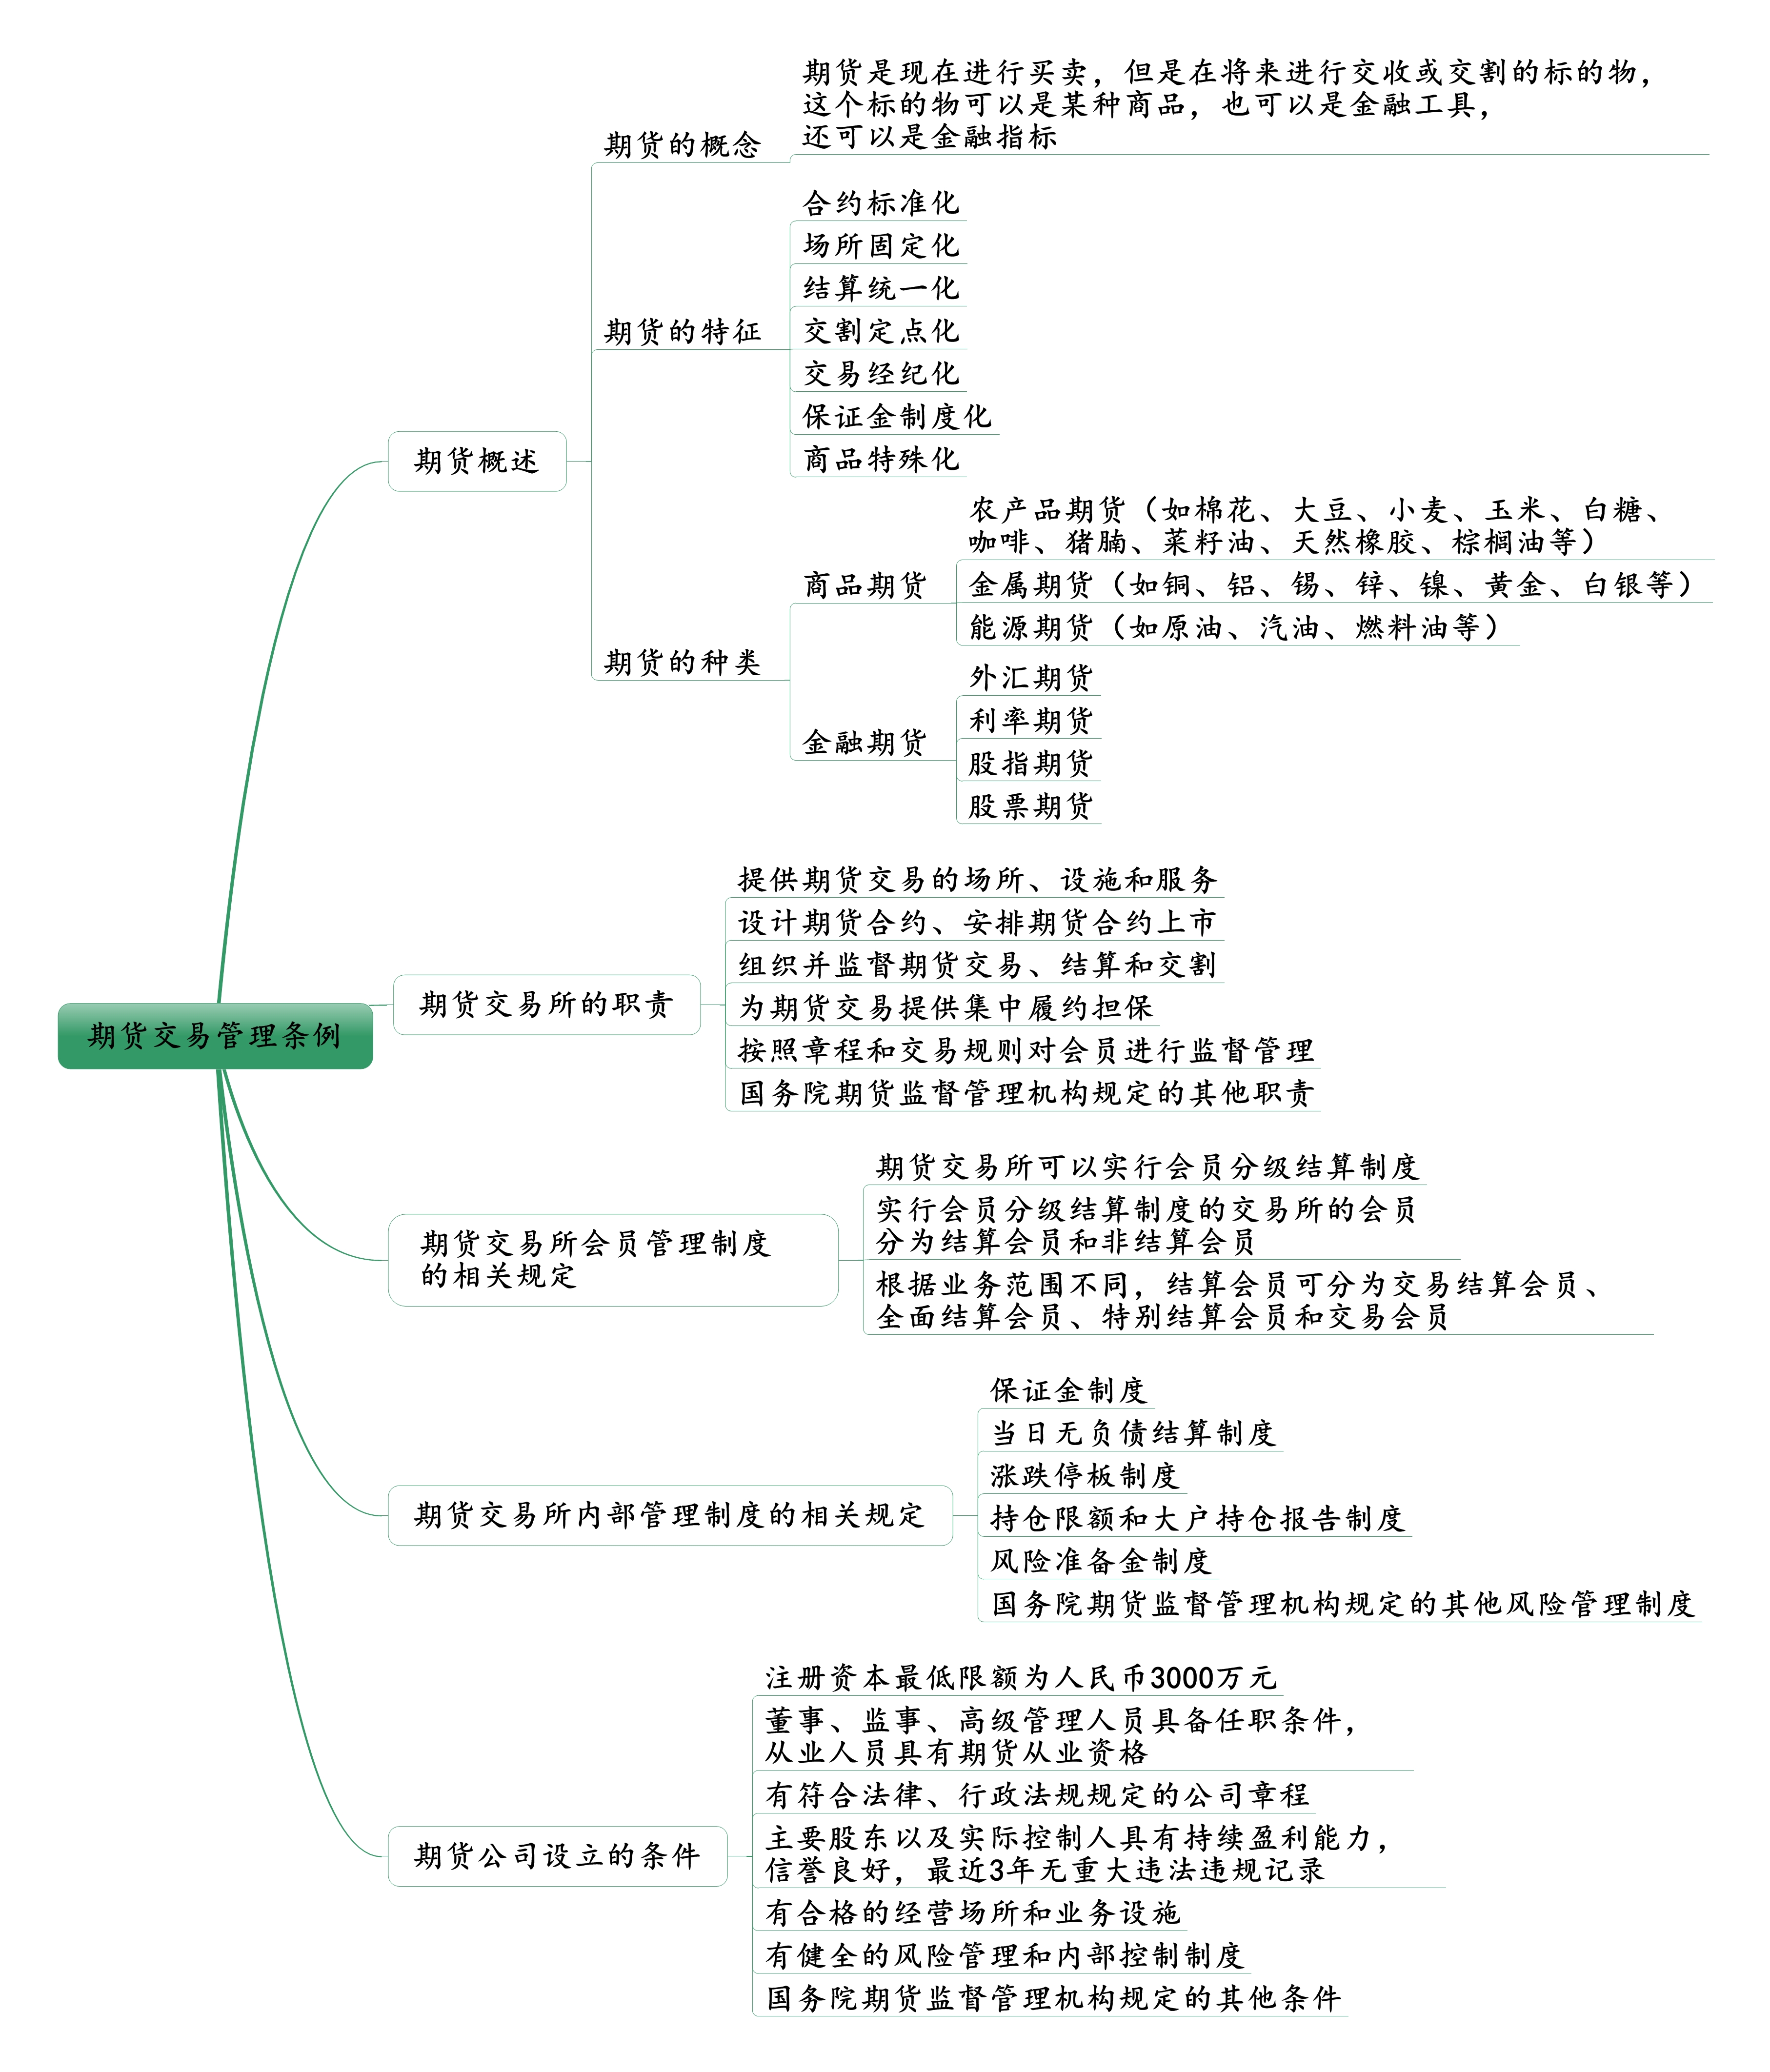 期货交易管理条例
期货概述
期货的概念
期货是现在进行买卖，但是在将来进行交收或交割的标的物，
这个标的物可以是某种商品，也可以是金融工具，
还可以是金融指标
期货的特征
合约标准化
场所固定化
结算统一化
交割定点化
交易经纪化
保证金制度化
商品特殊化
期货的种类
商品期货
农产品期货（如棉花、大豆、小麦、玉米、白糖、
咖啡、猪腩、菜籽油、天然橡胶、棕榈油等）
金属期货（如铜、铝、锡、锌、镍、黄金、白银等）
能源期货（如原油、汽油、燃料油等）
金融期货
外汇期货
利率期货
股指期货
股票期货
期货交易所的职责
提供期货交易的场所、设施和服务
设计期货合约、安排期货合约上市
组织并监督期货交易、结算和交割
为期货交易提供集中履约担保
按照章程和交易规则对会员进行监督管理
国务院期货监督管理机构规定的其他职责
期货交易所会员管理制度
的相关规定
期货交易所可以实行会员分级结算制度
实行会员分级结算制度的交易所的会员
分为结算会员和非结算会员
根据业务范围不同，结算会员可分为交易结算会员、
全面结算会员、特别结算会员和交易会员
期货交易所内部管理制度的相关规定
保证金制度
当日无负债结算制度
涨跌停板制度
持仓限额和大户持仓报告制度
风险准备金制度
国务院期货监督管理机构规定的其他风险管理制度
期货公司设立的条件
注册资本最低限额为人民币3000万元
董事、监事、高级管理人员具备任职条件，
从业人员具有期货从业资格
有符合法律、行政法规规定的公司章程
主要股东以及实际控制人具有持续盈利能力，
信誉良好，最近3年无重大违法违规记录
有合格的经营场所和业务设施
有健全的风险管理和内部控制制度
国务院期货监督管理机构规定的其他条件